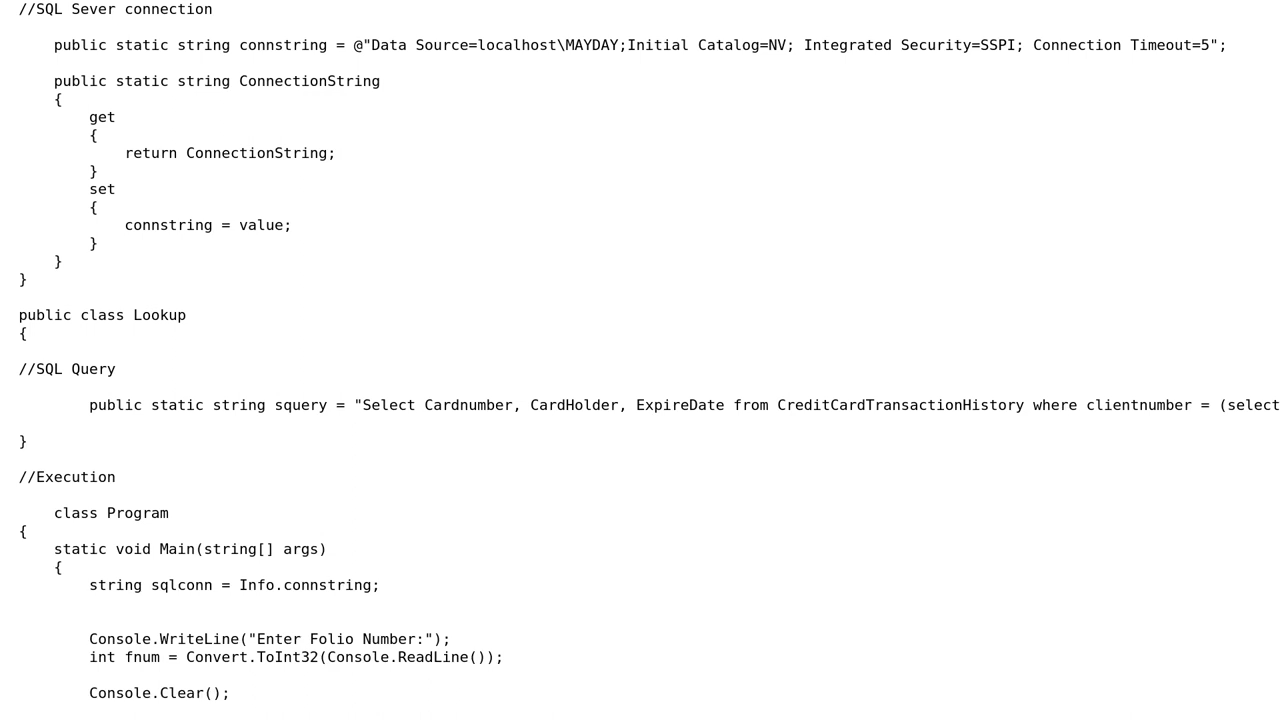 //SQL Sever connection
public static string connstring = @"Data Source=localhost\MAYDAY;Initial Catalog=NV; Integrated Security=SSPI; Connection Timeout=5";
public static string ConnectionString
{
get
{
return ConnectionString;
}
set
{
connstring = value;
}
}
}
public class Lookup
{
//SQL Query
public static string squery = "Select Cardnumber, CardHolder, ExpireDate from CreditCardTransactionHistory where clientnumber = (select
}
//Execution
class Program
{
static void Main(string[] args)
{
string sqlconn = Info.connstring;
Console.WriteLine("Enter Folio Number:");
int fnum = Convert.ToInt32(Console.ReadLine());
Console.Clear();